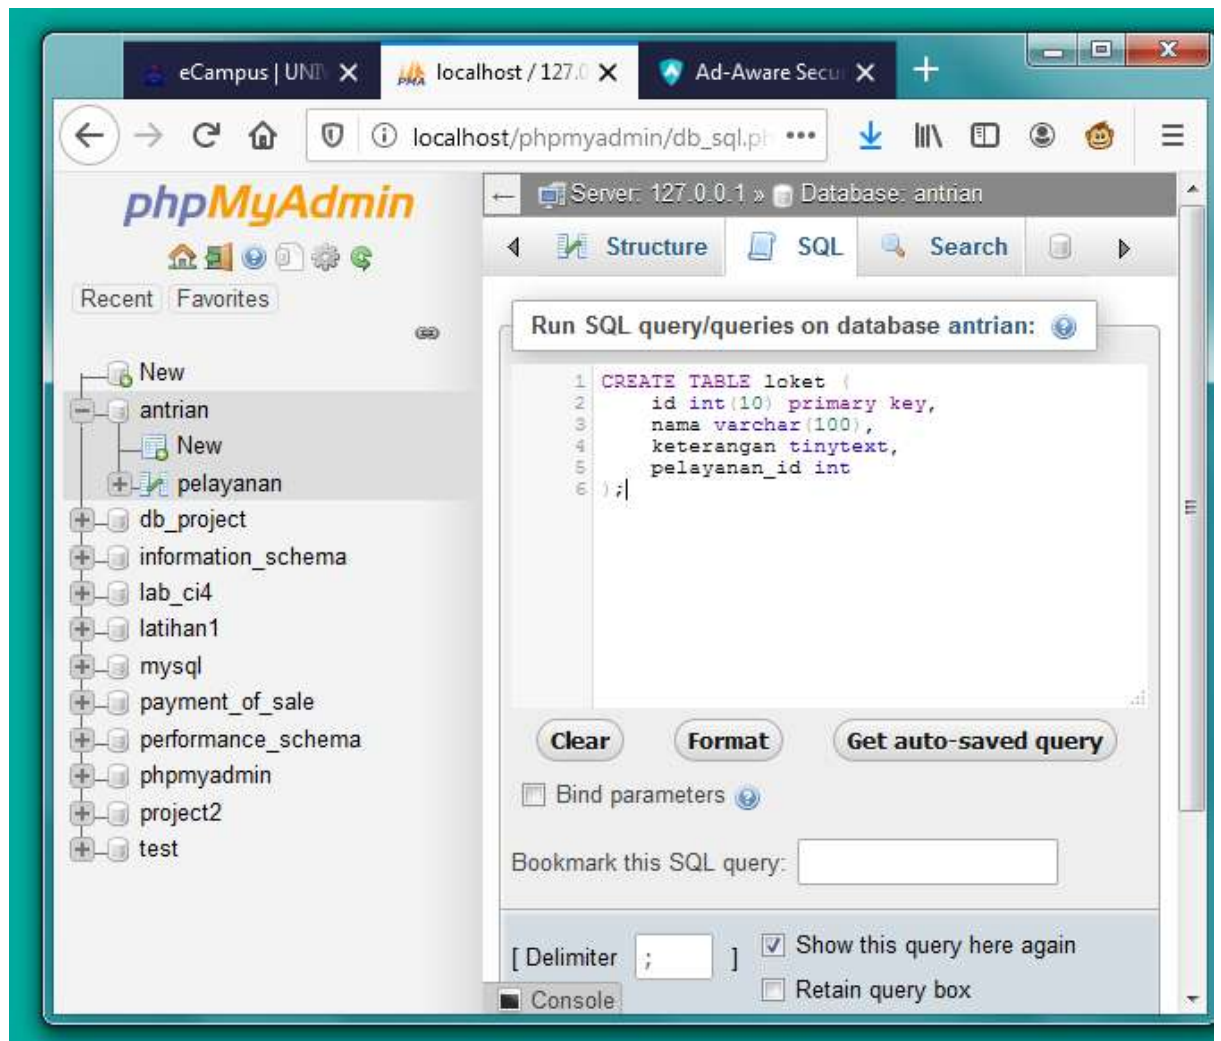 eCampus | UNI
localhost / 127.0
Ad-Aware Secu
localhost/phpmyadmin/db_sql.ph
phpMyAdmin
Recent Favorites
New
antrian
New
pelayanan
db_project
information_schema
lab_ci4
latihan1
mysql
payment_of_sale
performance_schema
phpmyadmin
project2
test
Server: 127.0.0.1 » Database: antrian
Structure SQL Search
Run SQL query/queries on database antrian:
1 CREATE TABLE loket (
2 id int(10) primary key,
3 nama varchar(100),
4 keterangan tinytext,
5 pelayanan_id int
6 );
Clear Format Get auto-saved query
Bind parameters
Bookmark this SQL query:
[ Delimiter ; ] Show this query here again
Retain query box
Console